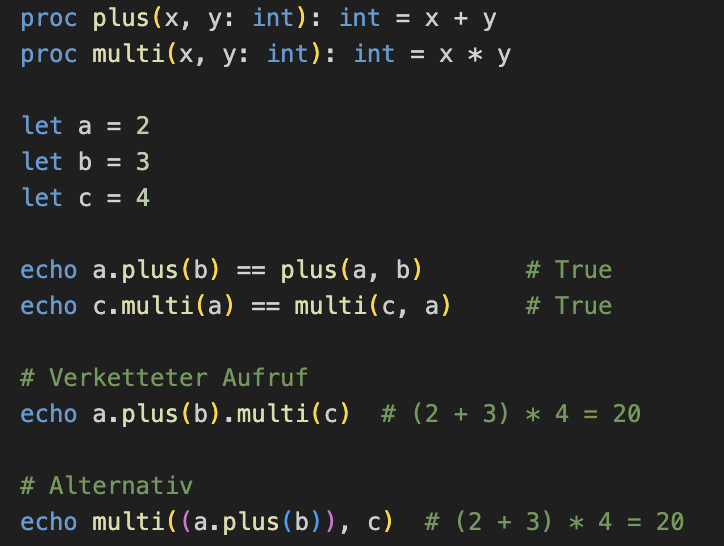 proc plus(x, y: int): int = x + y
proc multi(x, y: int): int = x * y
let a = 2
let b = 3
let c = 4
echo a.plus(b) == plus(a, b)       # True
echo c.multi(a) == multi(c, a)     # True
# Verketteter Aufruf
echo a.plus(b).multi(c)  # (2 + 3) * 4 = 20
# Alternativ
echo multi((a.plus(b)), c)  # (2 + 3) * 4 = 20